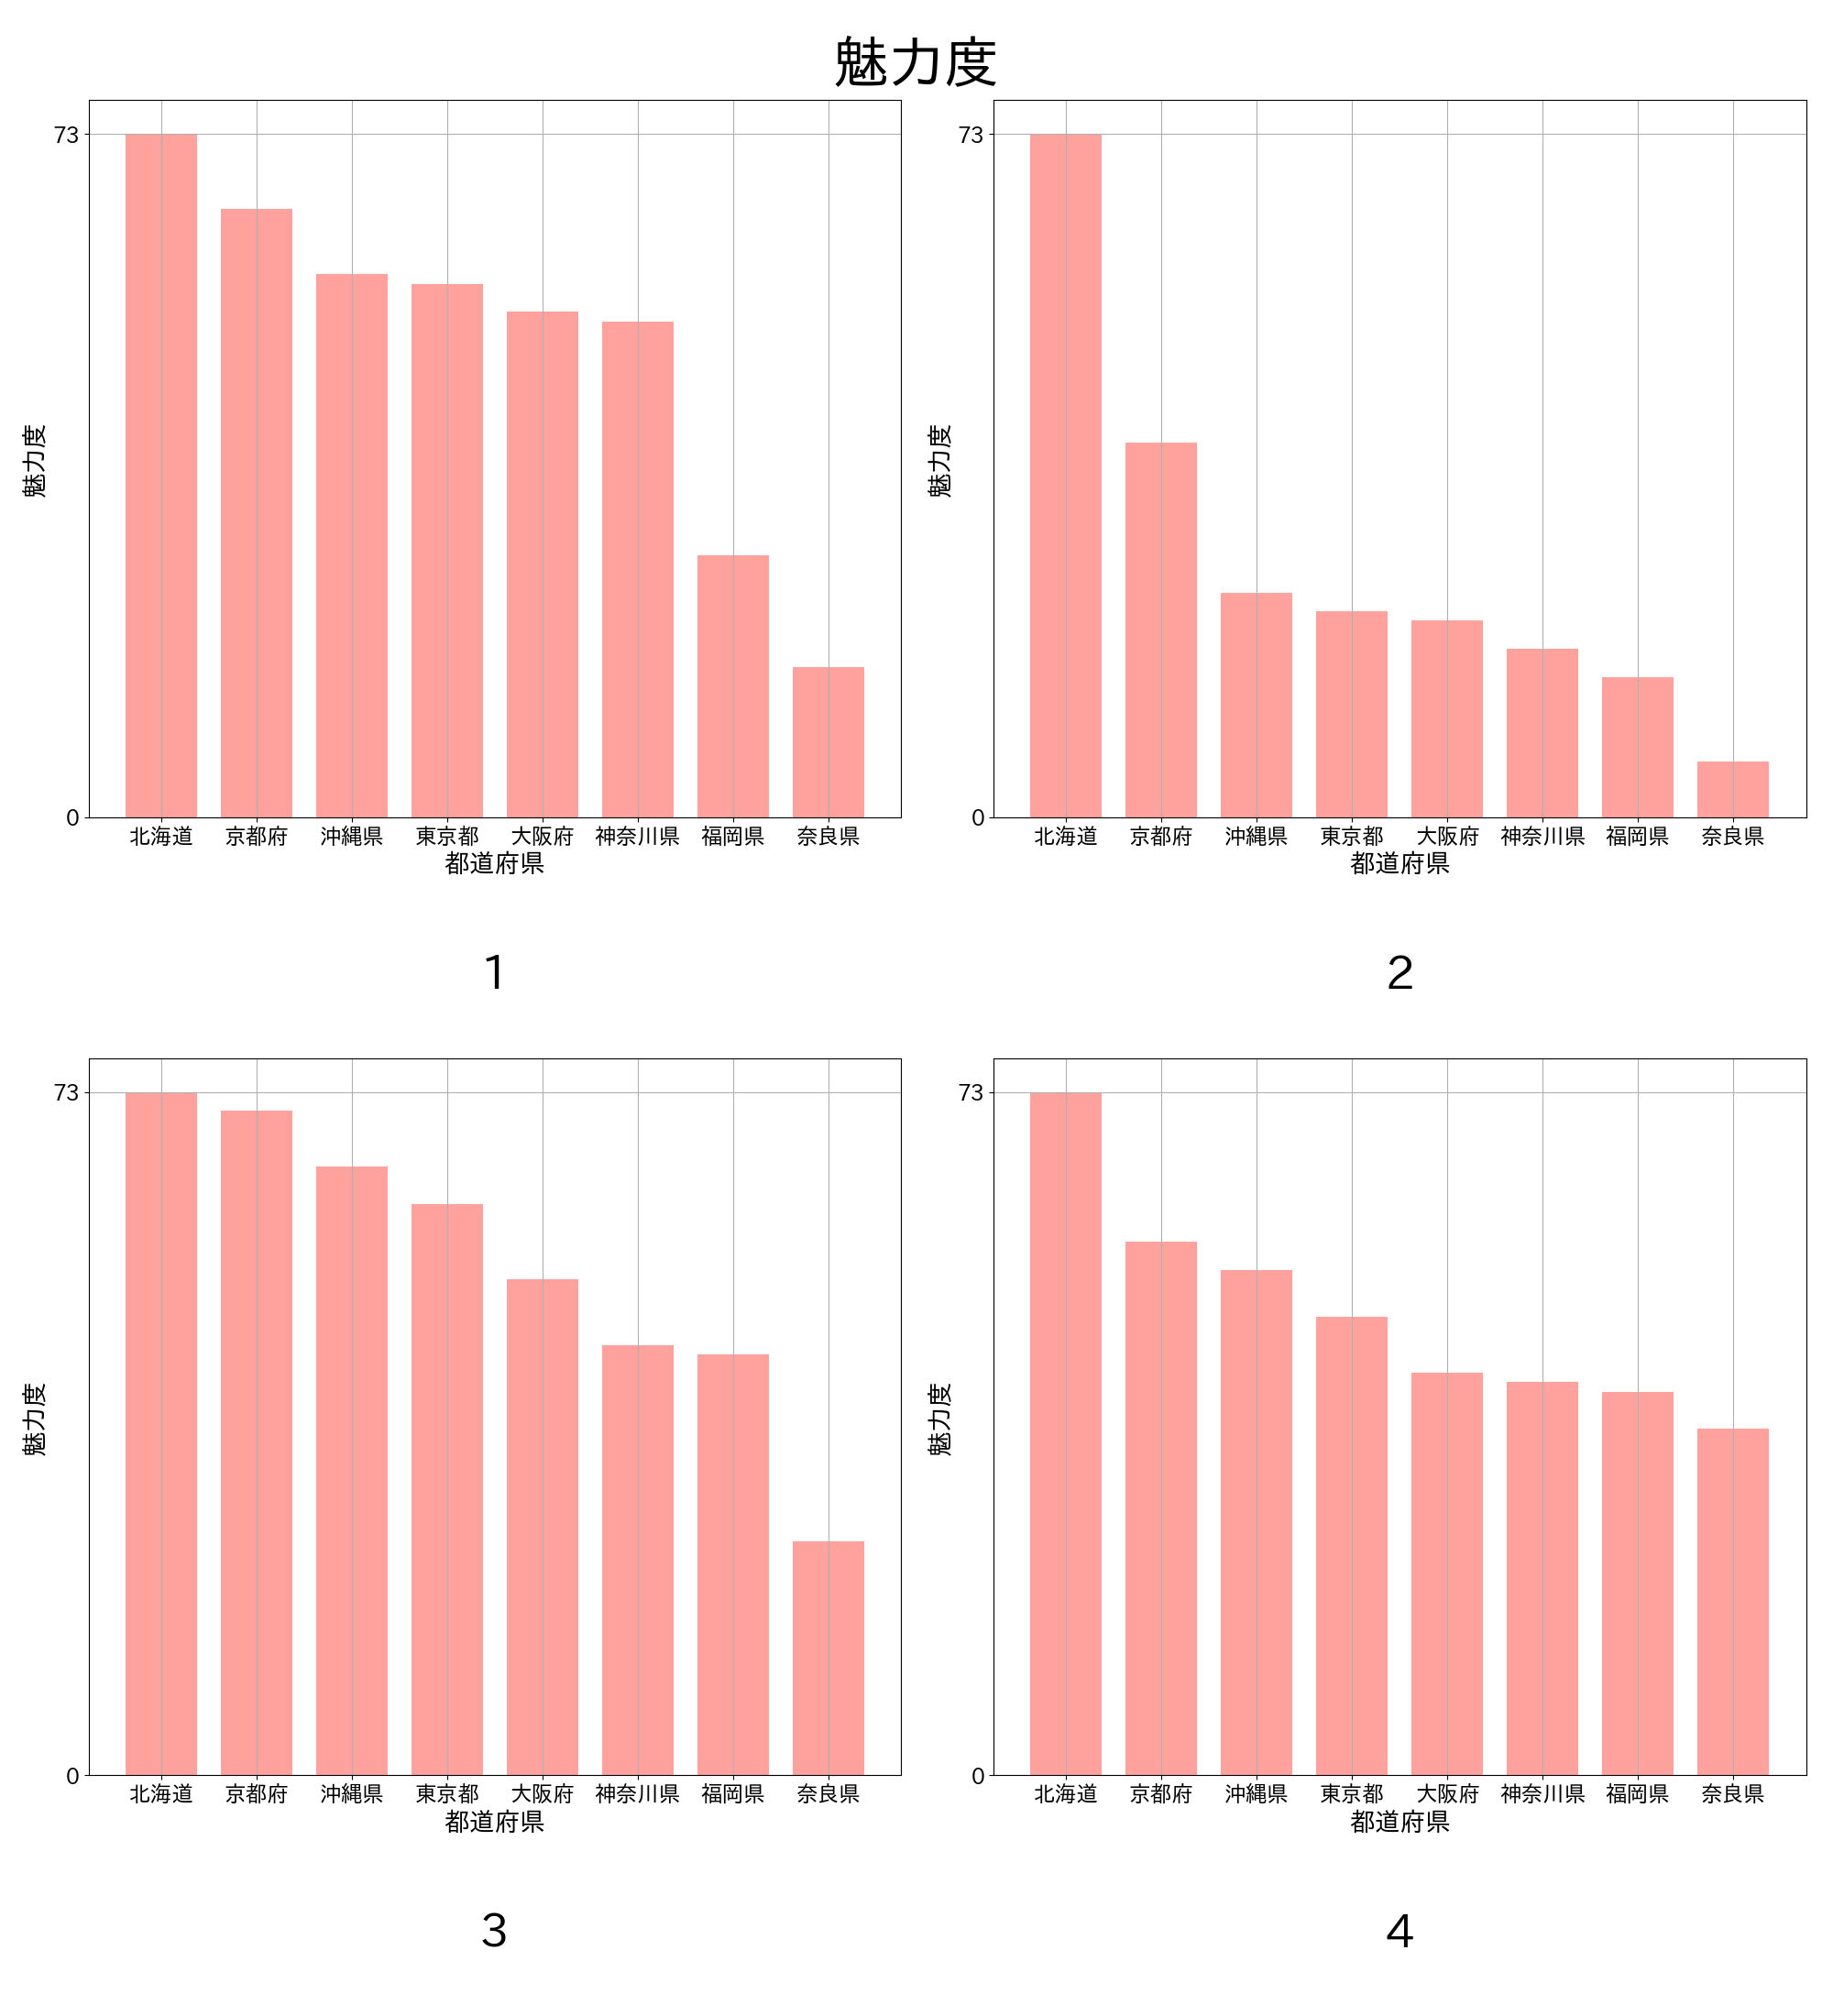 魅力度
73
0
魅力度
北海道 京都府 沖縄県 東京都 大阪府 神奈川県 福岡県 奈良県
都道府県
1
73
0
魅力度
北海道 京都府 沖縄県 東京都 大阪府 神奈川県 福岡県 奈良県
都道府県
2
73
0
魅力度
北海道 京都府 沖縄県 東京都 大阪府 神奈川県 福岡県 奈良県
都道府県
3
73
0
魅力度
北海道 京都府 沖縄県 東京都 大阪府 神奈川県 福岡県 奈良県
都道府県
4